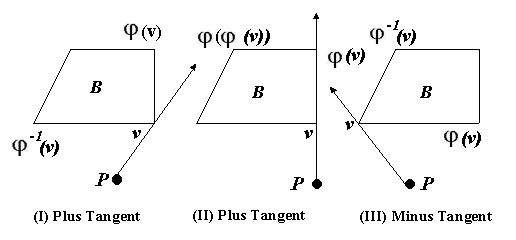 φ(v)
B
φ⁻¹(v)
v
P
(I) Plus Tangent
φ(φ(v))
φ(v)
B
v
P
(II) Plus Tangent
φ⁻¹(v)
B
v
φ(v)
P
(III) Minus Tangent